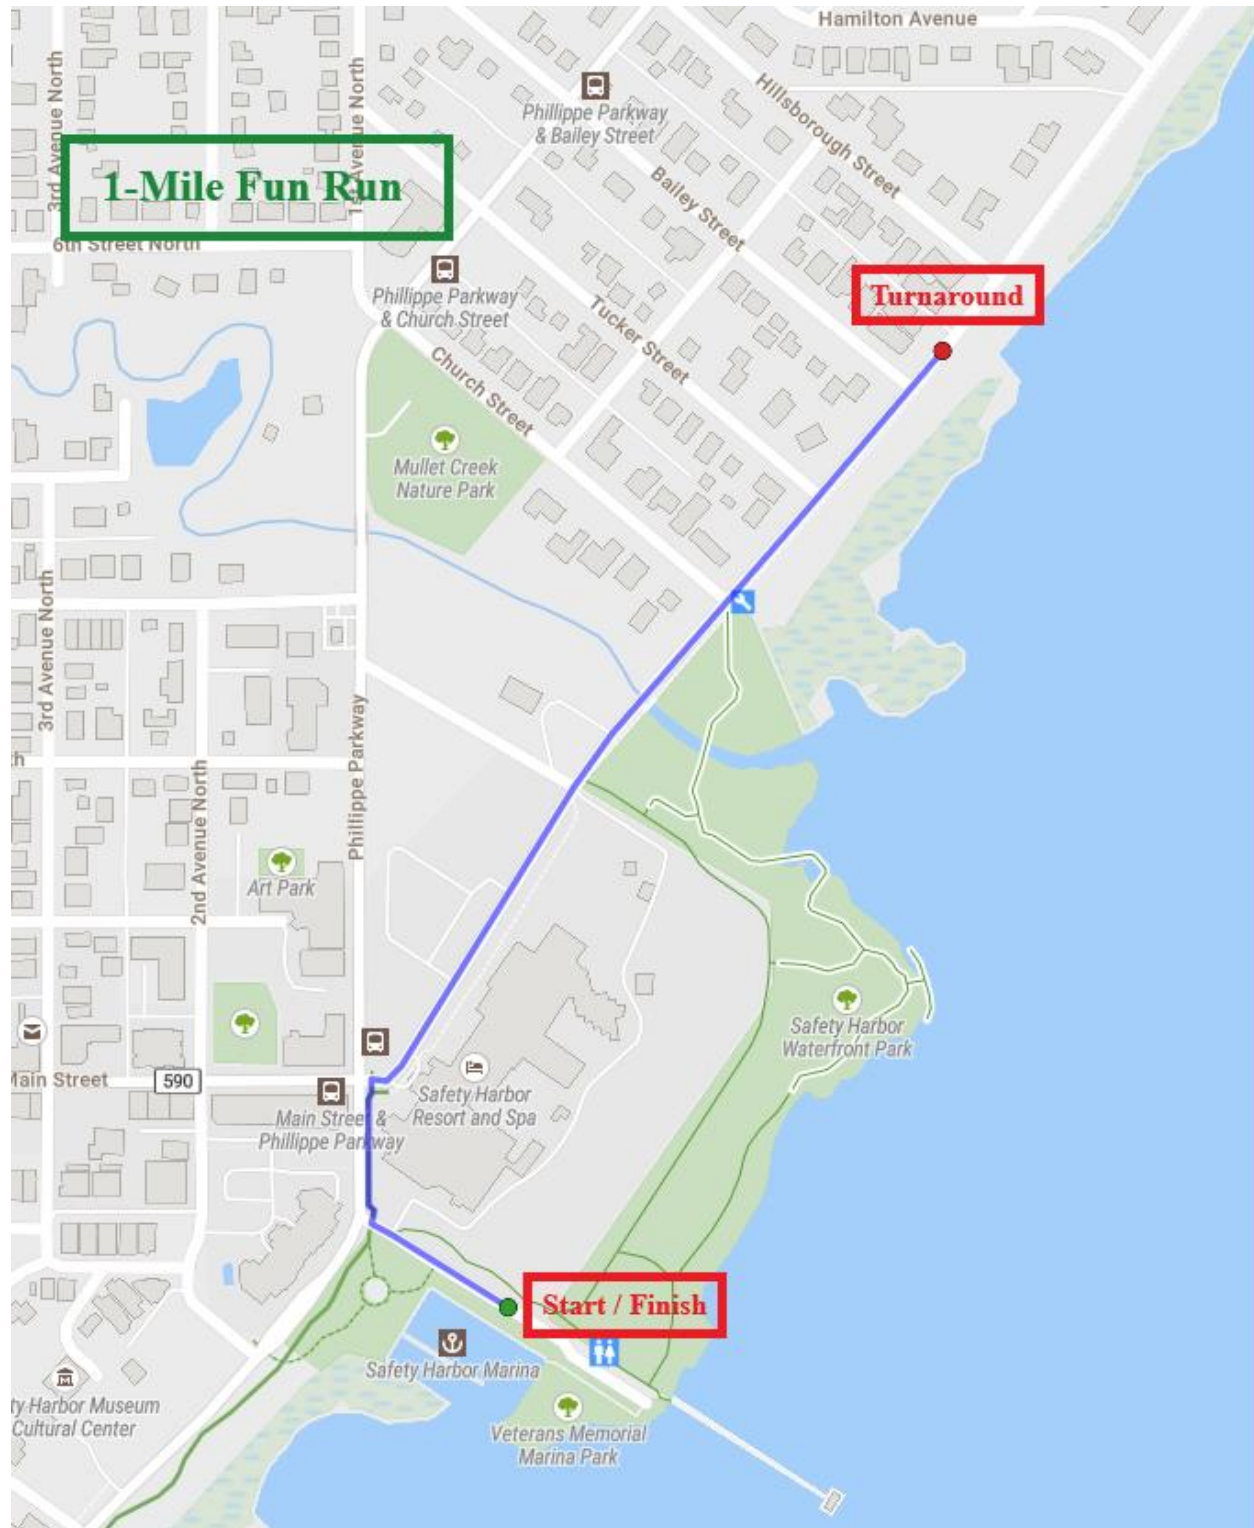 Hamilton Avenue
3rd Avenue North
1st Avenue North
Phillippe Parkway
& Bailey Street
Hillsborough Street
1-Mile Fun Run
Bailey Street
6th Street North
Phillippe Parkway
& Church Street
Turnaround
Tucker Street
Church Street
Mullet Creek
Nature Park
3rd Avenue North
Phillippe Parkway
h
2nd Avenue North
Art Park
Safety Harbor
Waterfront Park
Main Street
590
Main Street &
Phillippe Parkway
Safety Harbor
Resort and Spa
Start / Finish
Safety Harbor Marina
ty Harbor Museum
Cultural Center
Veterans Memorial
Marina Park